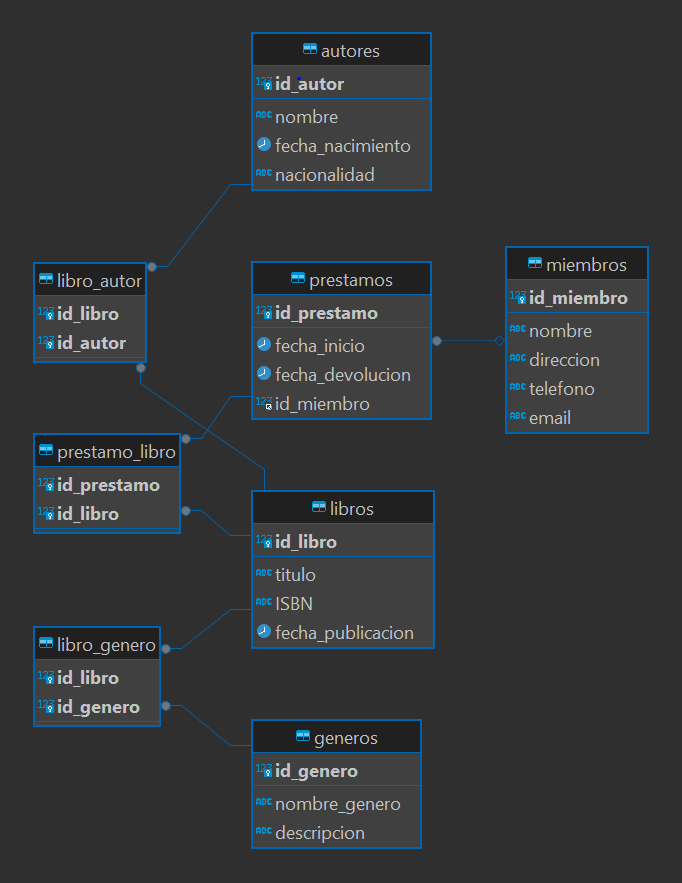 autores
123 id_autor
ABC nombre
fecha_nacimiento
ABC nacionalidad
libro_autor
123 id_libro
123 id_autor
prestamos
123 id_prestamo
fecha_inicio
fecha_devolucion
123 id_miembro
miembros
123 id_miembro
ABC nombre
ABC direccion
ABC telefono
ABC email
prestamo_libro
123 id_prestamo
123 id_libro
libros
123 id_libro
ABC titulo
ABC ISBN
fecha_publicacion
libro_genero
123 id_libro
123 id_genero
generos
123 id_genero
ABC nombre_genero
ABC descripcion